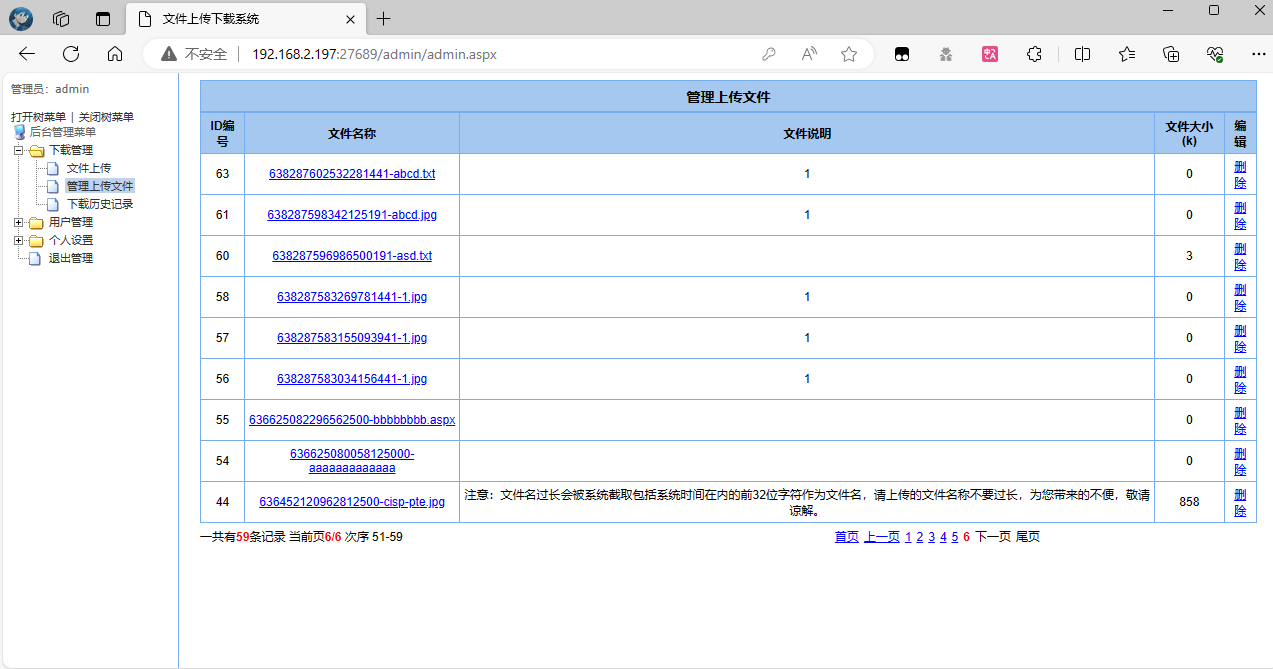 文件上传下载系统
不安全 192.168.2.197:27689/admin/admin.aspx
管理员：admin
打开树菜单 | 关闭树菜单
后台管理菜单
下载管理
文件上传
管理上传文件
下载历史记录
用户管理
个人设置
退出管理
管理上传文件
ID编号 文件名称 文件说明 文件大小(k) 编辑
63 638287602532281441-abcd.txt 1 0 删除
61 638287598342125191-abcd.jpg 1 0 删除
60 638287596986500191-asd.txt 3 删除
58 638287583269781441-1.jpg 1 0 删除
57 638287583155093941-1.jpg 1 0 删除
56 638287583034156441-1.jpg 1 0 删除
55 636625082296562500-bbbbbbbb.aspx 0 删除
54 636625080058125000-aaaaaaaaaaaaa 0 删除
44 636452120962812500-cisp-pte.jpg 注意：文件名过长会被系统截取包括系统时间在内的前32位字符作为文件名，请上传的文件名称不要过长，为您带来的不便，敬请谅解。 858 删除
一共有59条记录 当前页6/6 次序 51-59 首页 上一页 1 2 3 4 5 6 下一页 尾页